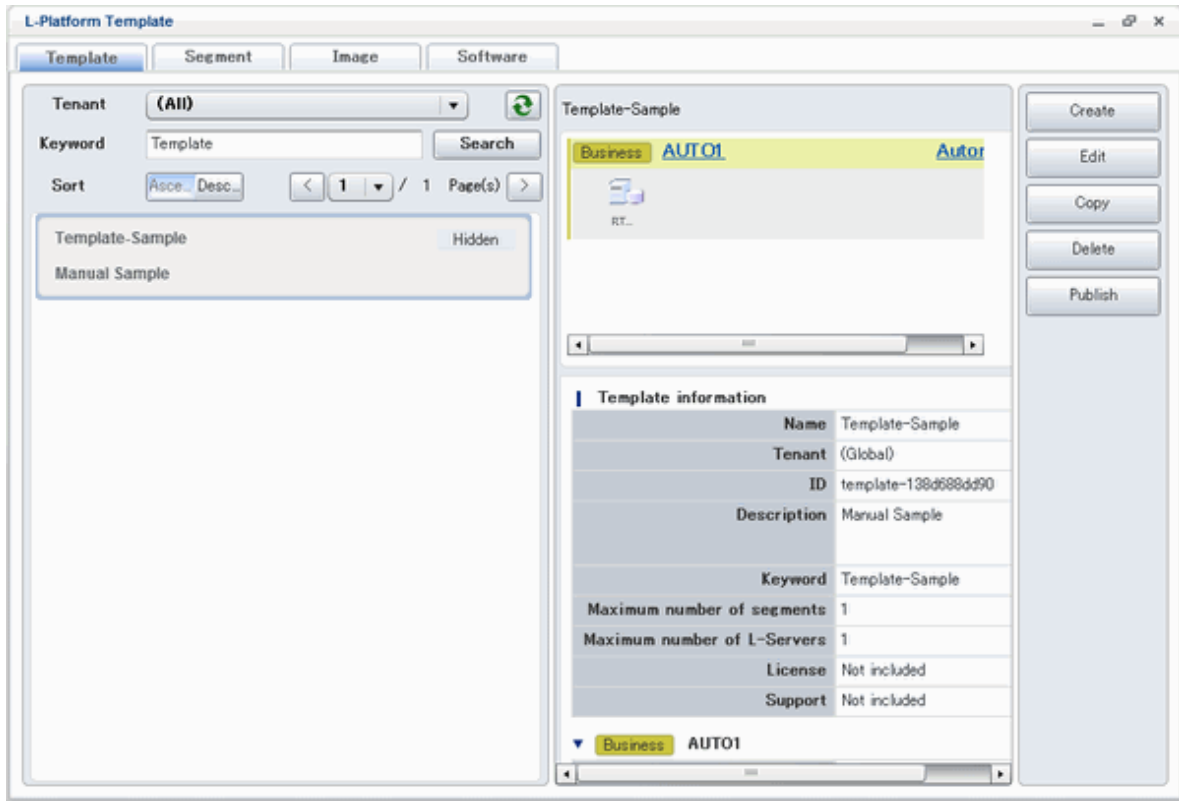 L-Platform Template
Template Segment Image Software
Tenant (All)
Keyword Template Search
Sort Asce... Desc... < 1 / 1 Page(s) >
Template-Sample Hidden
Manual Sample
Template-Sample
Business AUTO1 Autor
RT...
Template information
Name Template-Sample
Tenant (Global)
ID template-138d688dd90
Description Manual Sample
Keyword Template-Sample
Maximum number of segments 1
Maximum number of L-Servers 1
License Not included
Support Not included
Business AUTO1
Create
Edit
Copy
Delete
Publish